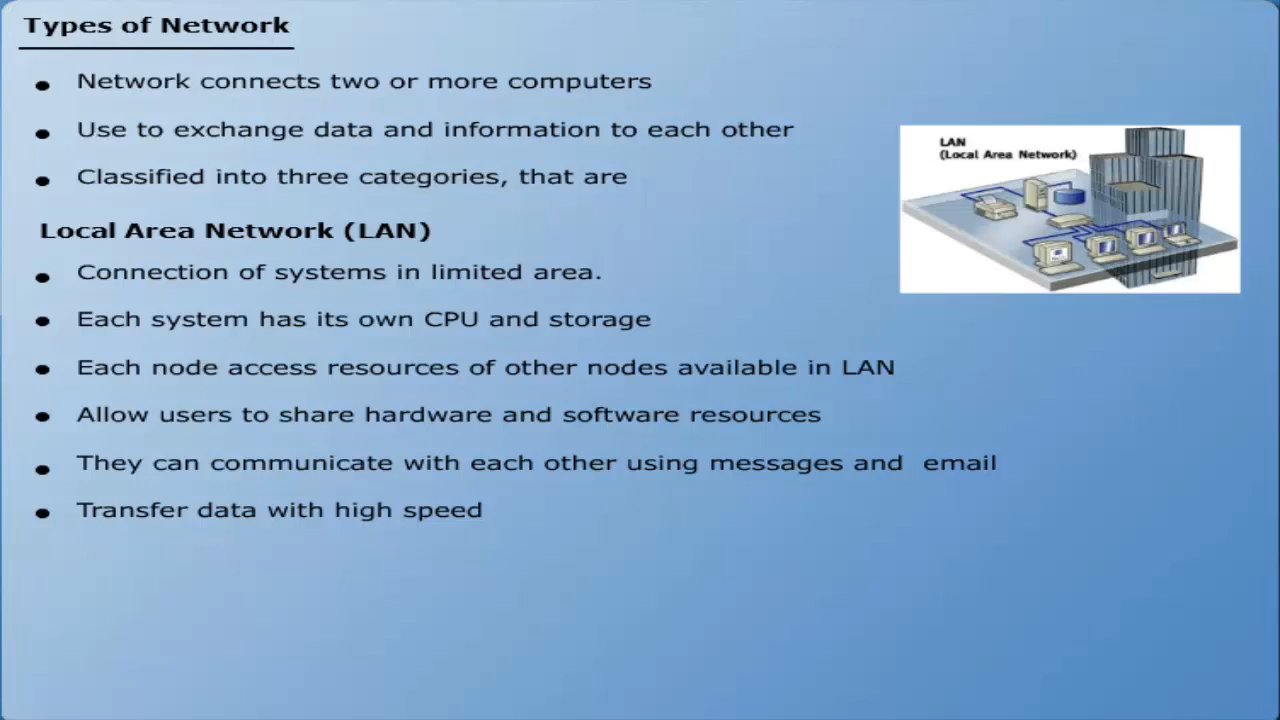 Types of Network
Network connects two or more computers
Use to exchange data and information to each other
Classified into three categories, that are
LAN
(Local Area Network)
Local Area Network (LAN)
Connection of systems in limited area.
Each system has its own CPU and storage
Each node access resources of other nodes available in LAN
Allow users to share hardware and software resources
They can communicate with each other using messages and email
Transfer data with high speed